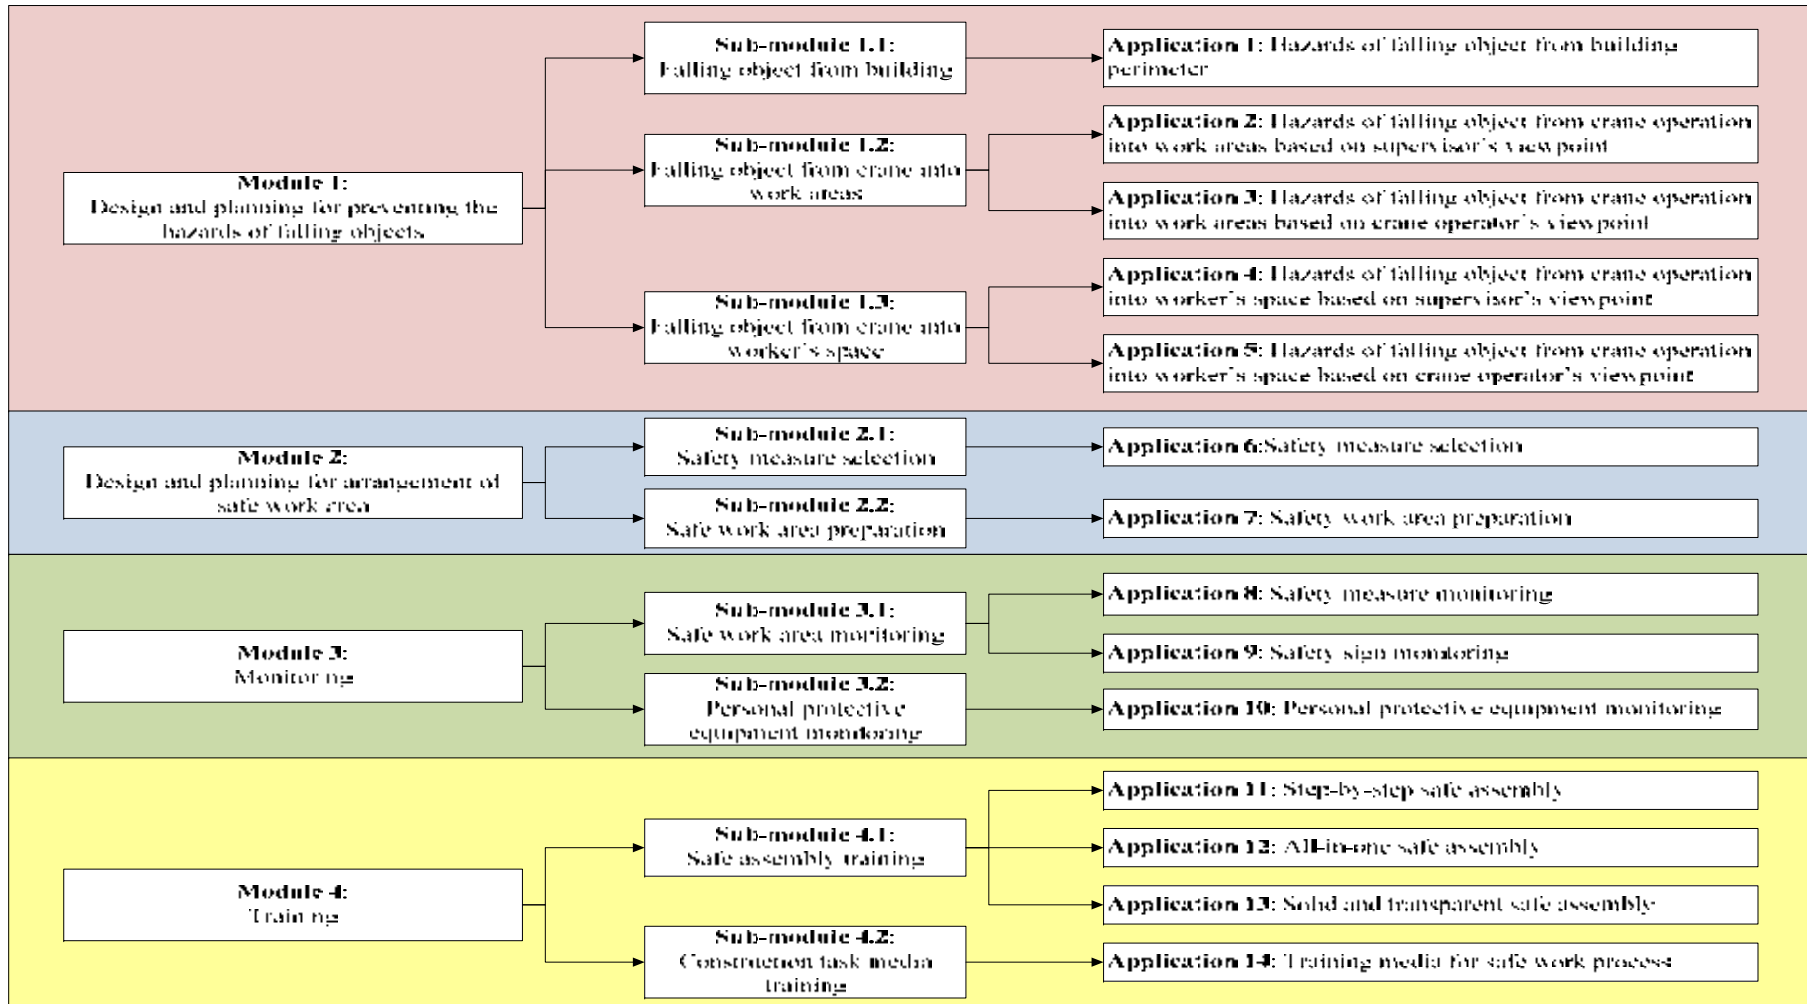 Module 1:
Design and planning for preventing the
hazards of falling objects
Sub-module 1.1:
Falling object from building
Application 1: Hazards of falling object from building
perimeter
Sub-module 1.2:
Falling object from crane into
work areas
Application 2: Hazards of falling object from crane operation
into work areas based on supervisor's viewpoint
Application 3: Hazards of falling object from crane operation
into work areas based on crane operator's viewpoint
Sub-module 1.3:
Falling object from crane into
worker's space
Application 4: Hazards of falling object from crane operation
into worker's space based on supervisor's viewpoint
Application 5: Hazards of falling object from crane operation
into worker's space based on crane operator's viewpoint
Module 2:
Design and planning for arrangement of
safe work area
Sub-module 2.1:
Safety measure selection
Application 6:Safety measure selection
Sub-module 2.2:
Safe work area preparation
Application 7: Safety work area preparation
Module 3:
Monitoring
Sub-module 3.1:
Safe work area monitoring
Application 8: Safety measure monitoring
Application 9: Safety sign monitoring
Sub-module 3.2:
Personal protective
equipment monitoring
Application 10: Personal protective equipment monitoring
Module 4:
Training
Sub-module 4.1:
Safe assembly training
Application 11: Step-by-step safe assembly
Application 12: All-in-one safe assembly
Application 13: Solid and transparent safe assembly
Sub-module 4.2:
Construction task media
training
Application 14: Training media for safe work process